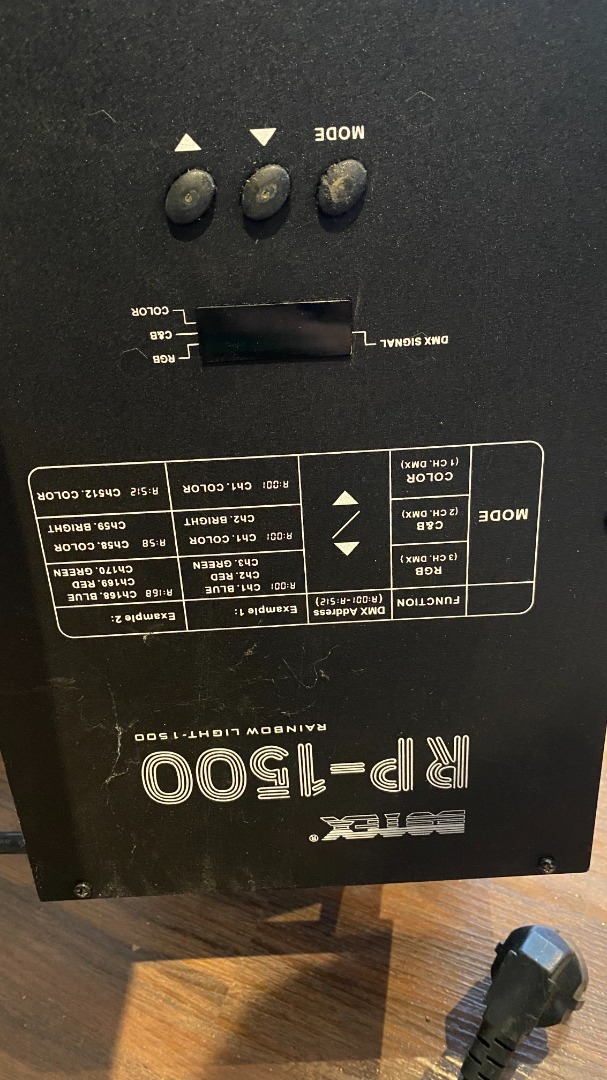 BOTEX®
RP-1500
RAINBOW LIGHT-1500
FUNCTION
DMX Address
(A:001-A:512)
Example 1:
Example 2:
MODE
RGB
(3 CH. DMX)
A:001 Ch1. BLUE
Ch2. RED
Ch3. GREEN
A:168 Ch168. BLUE
Ch169. RED
Ch170. GREEN
C&B
(2 CH. DMX)
A:001 Ch1. COLOR
Ch2. BRIGHT
A:58 Ch58. COLOR
Ch59. BRIGHT
COLOR
(1 CH. DMX)
A:001 Ch1. COLOR
A:512 Ch512. COLOR
DMX SIGNAL
RGB
C&B
COLOR
MODE